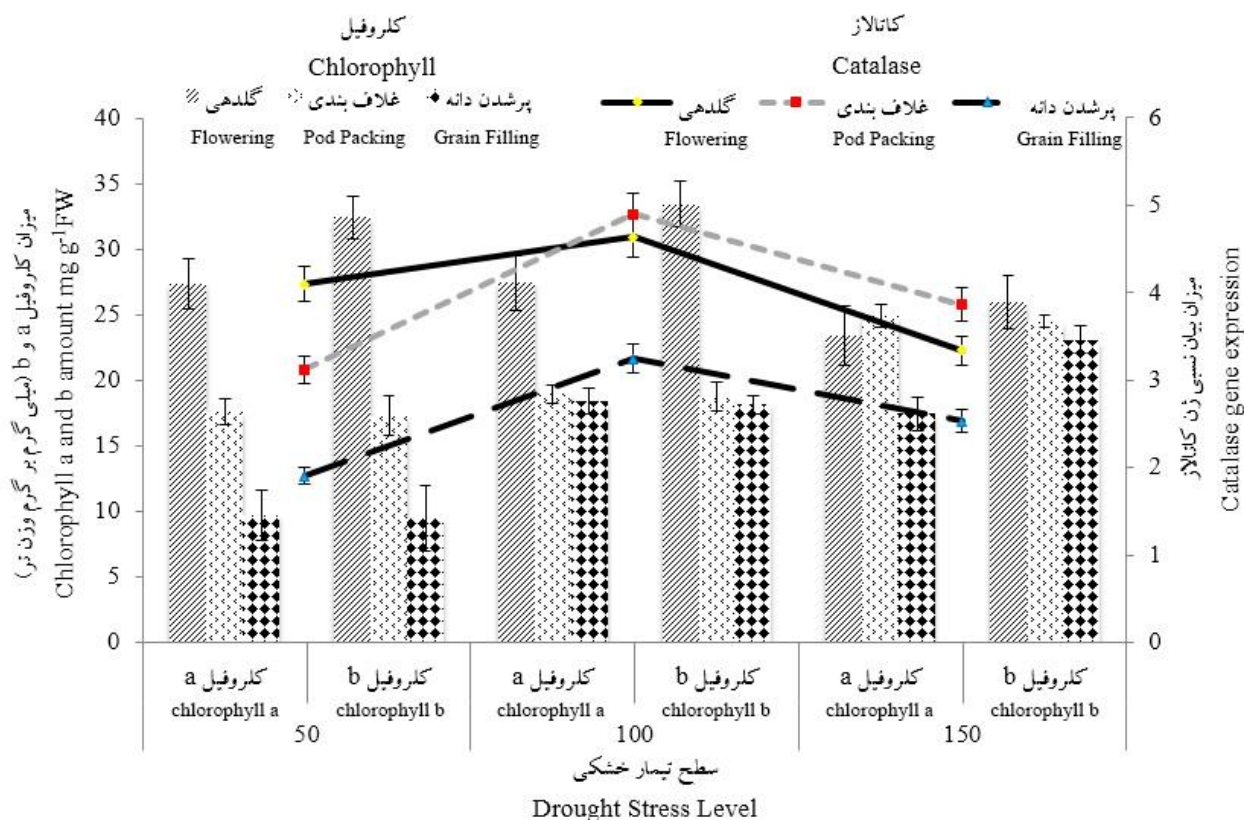 کلروفیل
Chlorophyll
کاتالاز
Catalase
گلدهی
غلاف بندی
پرشدن دانه
Flowering
Pod Packing
Grain Filling
گلدهی
غلاف بندی
پرشدن دانه
Flowering
Pod Packing
Grain Filling
میزان کلروفیل a و b (میلی گرم بر گرم وزن تر)
Chlorophyll a and b amount mg g-1FW
40
35
30
25
20
15
10
5
0
6
5
4
3
2
1
0
میزان بیان نسبی ژن کاتالاز
Catalase gene expression
کلروفیل a
chlorophyll a
کلروفیل b
chlorophyll b
کلروفیل a
chlorophyll a
کلروفیل b
chlorophyll b
کلروفیل a
chlorophyll a
کلروفیل b
chlorophyll b
50
100
150
سطح تیمار خشکی
Drought Stress Level